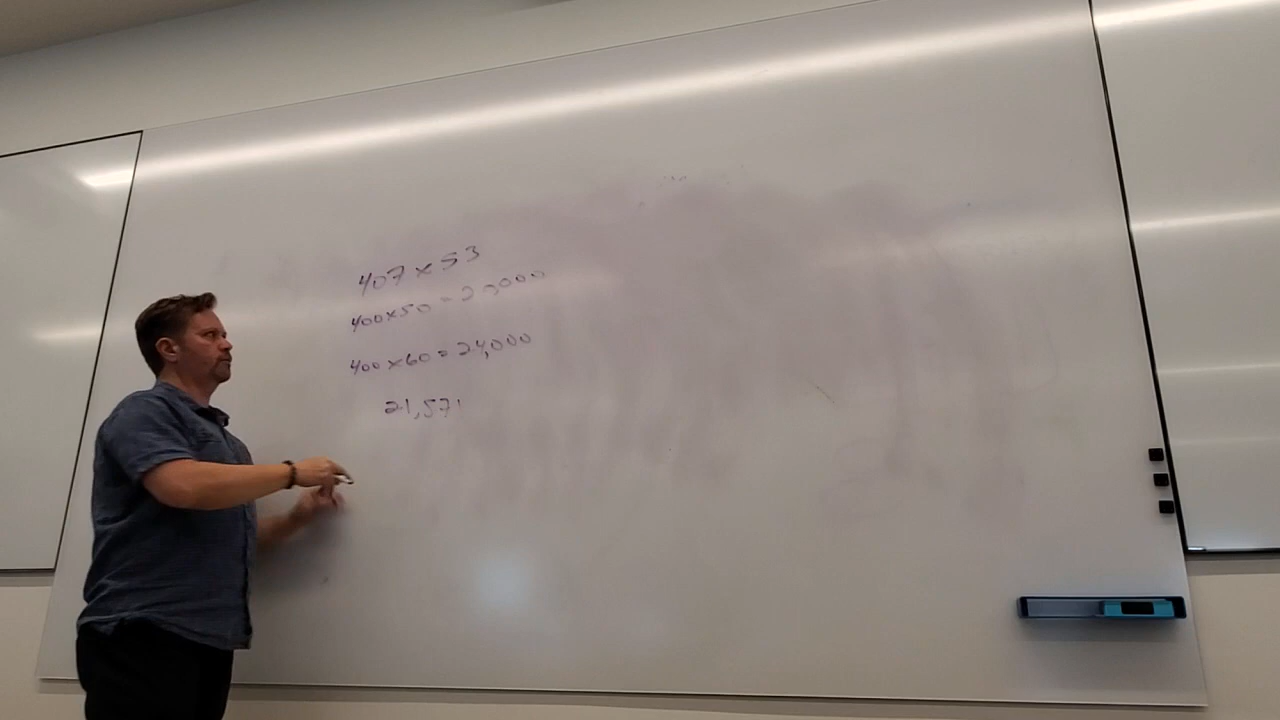 407 × 53
400×50 = 20,000
400 ×60 = 24,000
21,571